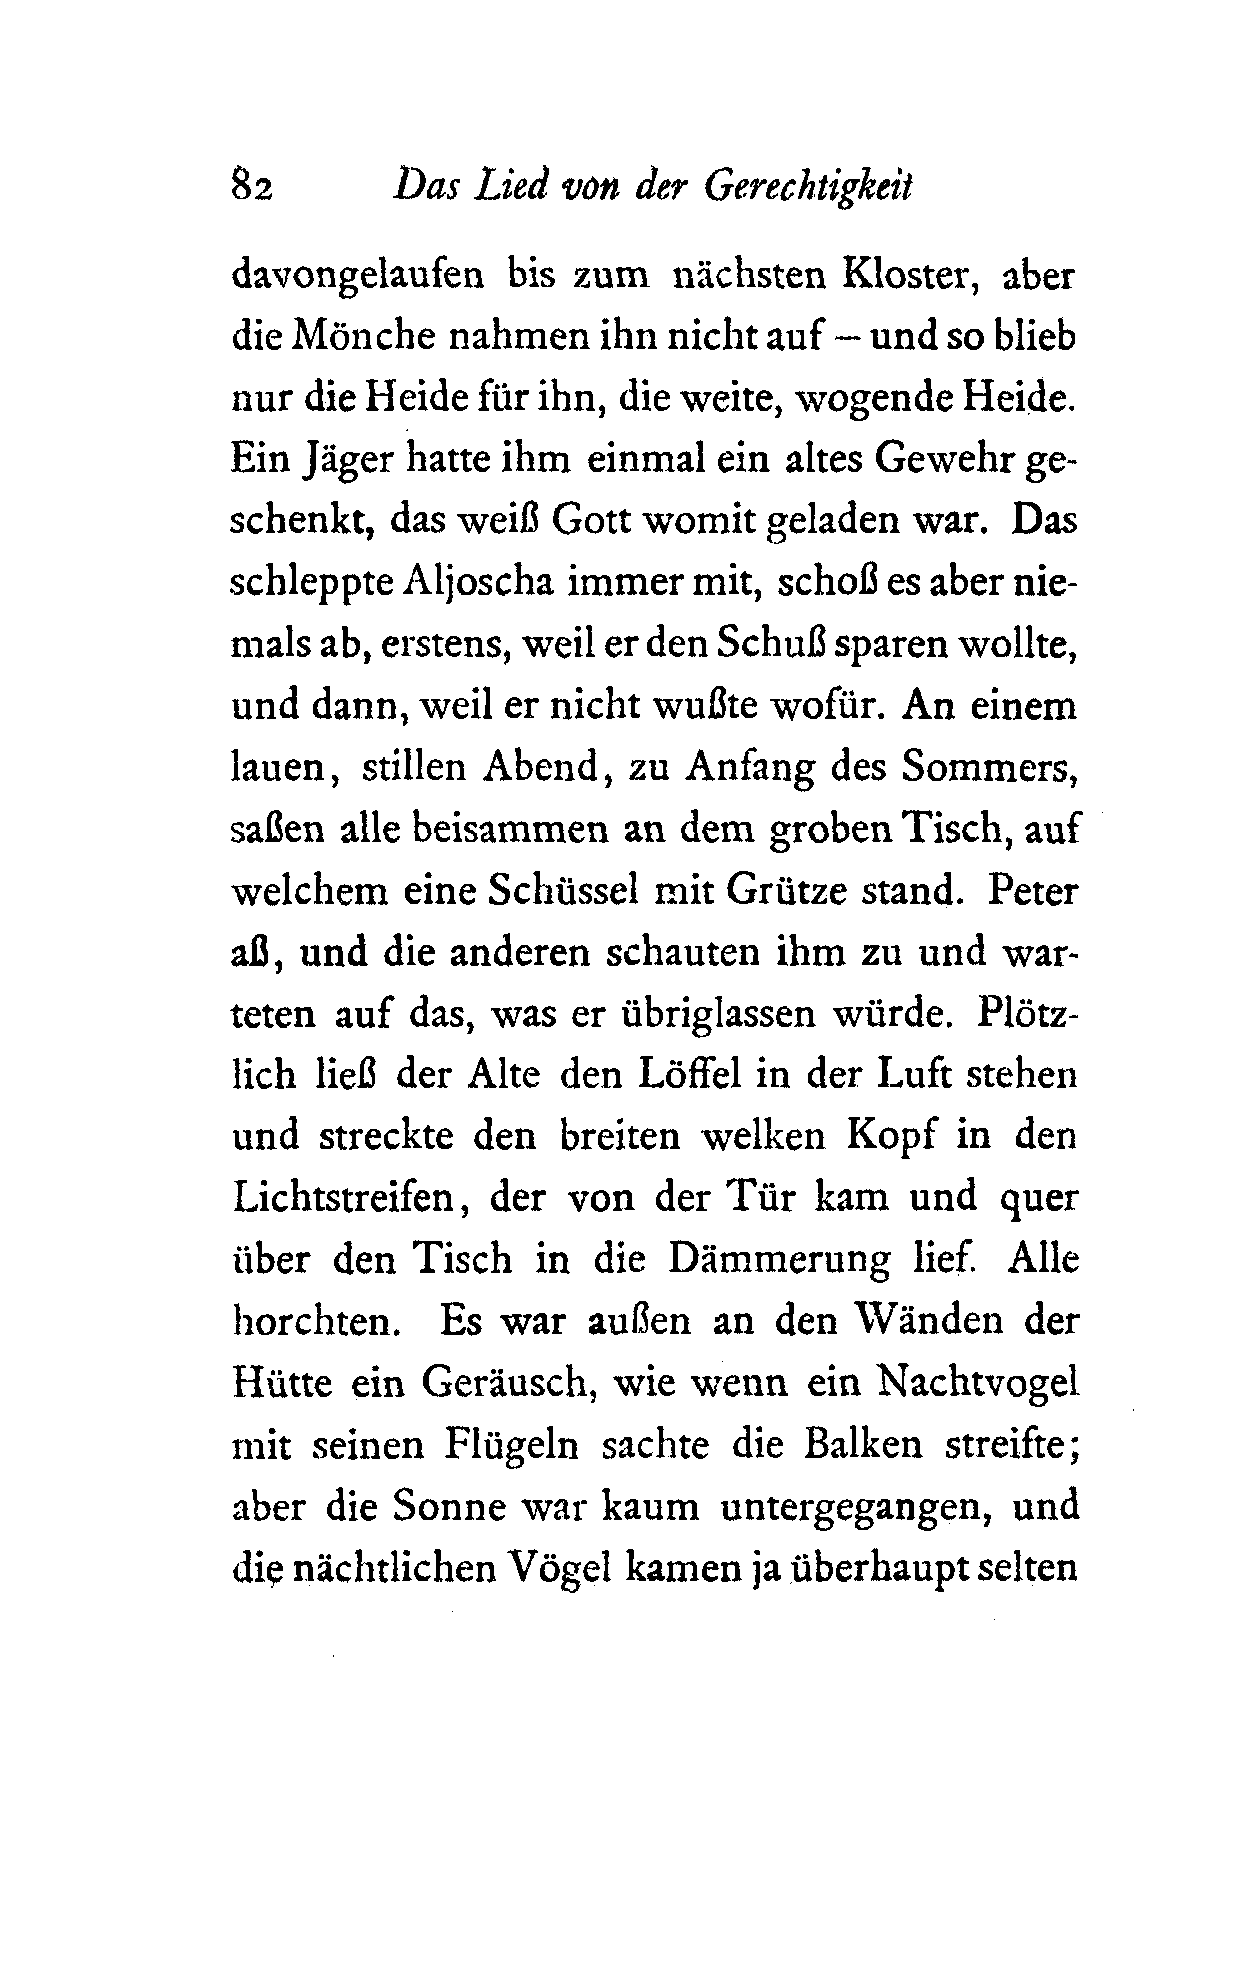 82 Das Lied von der Gerechtigkeit
davongelaufen bis zum nächsten Kloster, aber
die Mönche nahmen ihn nicht auf – und so blieb
nur die Heide für ihn, die weite, wogende Heide.
Ein Jäger hatte ihm einmal ein altes Gewehr ge-
schenkt, das weiß Gott womit geladen war. Das
schleppte Aljoscha immer mit, schoß es aber nie-
mals ab, erstens, weil er den Schuß sparen wollte,
und dann, weil er nicht wußte wofür. An einem
lauen, stillen Abend, zu Anfang des Sommers,
saßen alle beisammen an dem groben Tisch, auf
welchem eine Schüssel mit Grütze stand. Peter
aß, und die anderen schauten ihm zu und war-
teten auf das, was er übriglassen würde. Plötz-
lich ließ der Alte den Löffel in der Luft stehen
und streckte den breiten welken Kopf in den
Lichtstreifen, der von der Tür kam und quer
über den Tisch in die Dämmerung lief. Alle
horchten. Es war außen an den Wänden der
Hütte ein Geräusch, wie wenn ein Nachtvogel
mit seinen Flügeln sachte die Balken streifte;
aber die Sonne war kaum untergegangen, und
die nächtlichen Vögel kamen ja überhaupt selten